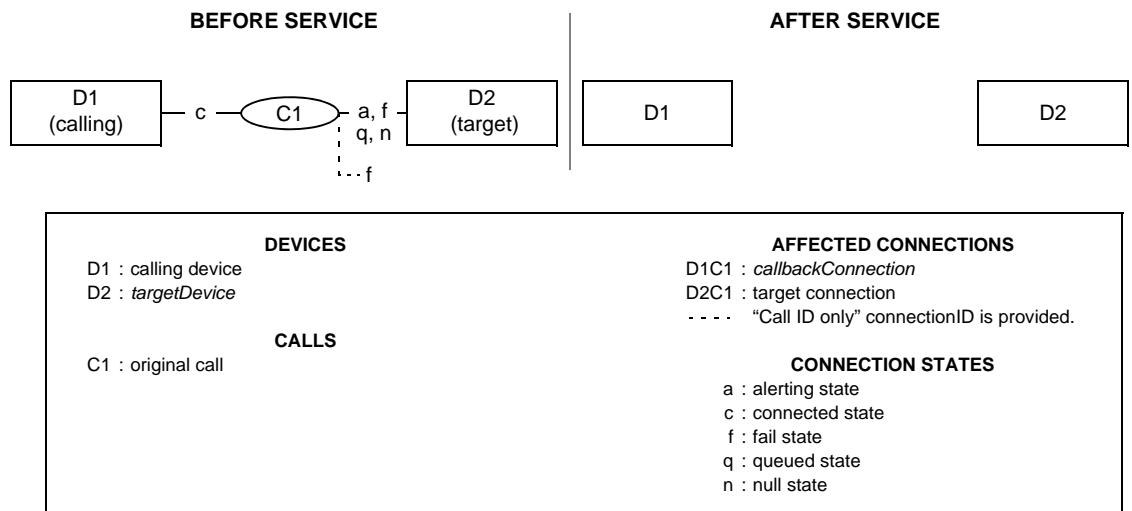 BEFORE SERVICE
AFTER SERVICE
D1
(calling)
c
C1
a, f
q, n
f
D2
(target)
D1
D2
DEVICES
D1 : calling device
D2 : targetDevice
CALLS
C1 : original call
AFFECTED CONNECTIONS
D1C1 : callbackConnection
D2C1 : target connection
- - - - “Call ID only” connectionID is provided.
CONNECTION STATES
a : alerting state
c : connected state
f : fail state
q : queued state
n : null state